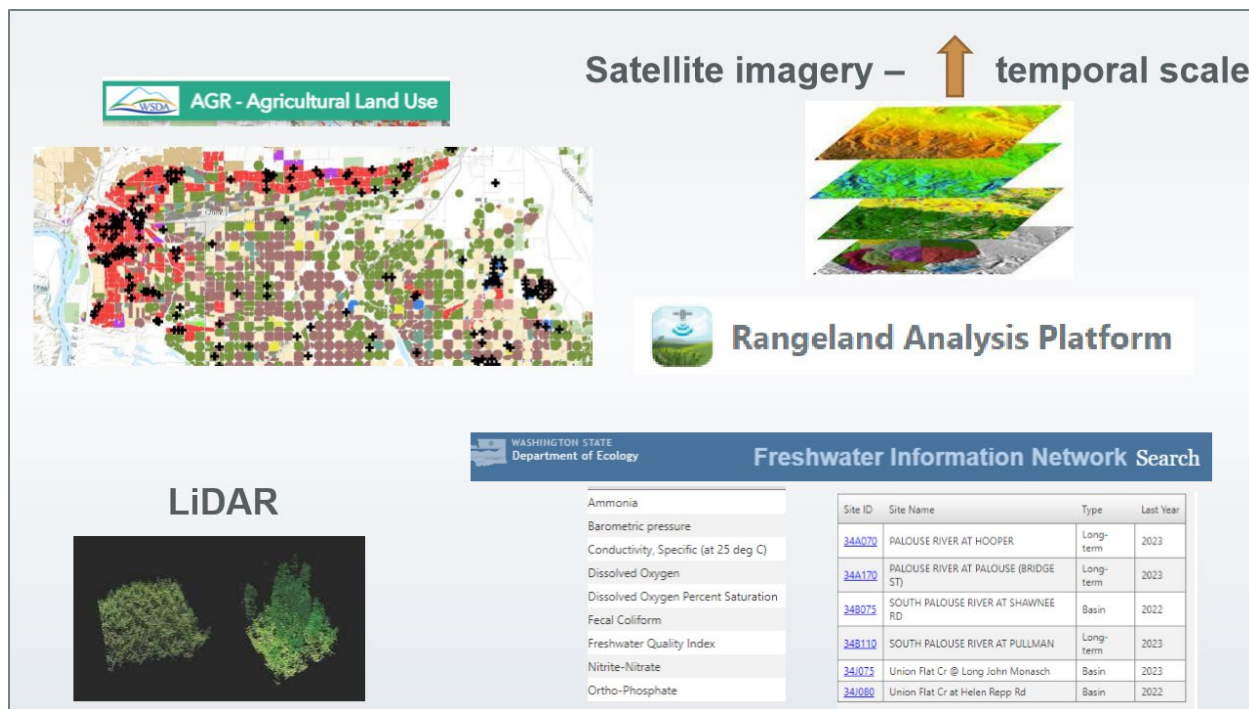 Satellite imagery – temporal scale
WSDA AGR - Agricultural Land Use
Rangeland Analysis Platform
WASHINGTON STATE
Department of Ecology
Freshwater Information Network Search
LiDAR
Ammonia
Barometric pressure
Conductivity, Specific (at 25 deg C)
Dissolved Oxygen
Dissolved Oxygen Percent Saturation
Fecal Coliform
Freshwater Quality Index
Nitrite-Nitrate
Ortho-Phosphate
Site ID Site Name Type Last Year
34A070 PALOUSE RIVER AT HOOPER Long-
term 2023
34A170 PALOUSE RIVER AT PALOUSE (BRIDGE
ST) Long-
term 2023
34B075 SOUTH PALOUSE RIVER AT SHAWNEE
RD Basin 2022
34B110 SOUTH PALOUSE RIVER AT PULLMAN Long-
term 2023
34J075 Union Flat Cr @ Long John Monasch Basin 2023
34J080 Union Flat Cr at Helen Repp Rd Basin 2022